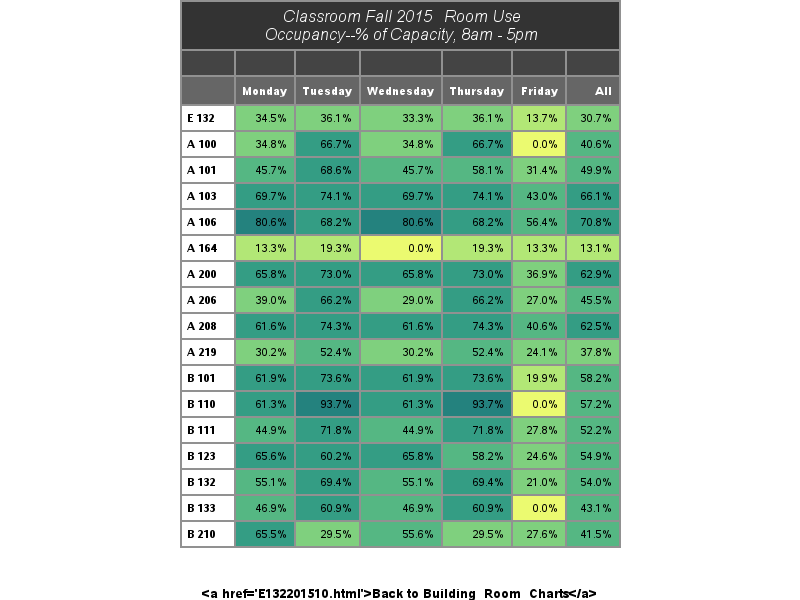 Classroom Fall 2015 Room Use
Occupancy--% of Capacity, 8am - 5pm
Monday Tuesday Wednesday Thursday Friday All
E 132 34.5% 36.1% 33.3% 36.1% 13.7% 30.7%
A 100 34.8% 66.7% 34.8% 66.7% 0.0% 40.6%
A 101 45.7% 68.6% 45.7% 58.1% 31.4% 49.9%
A 103 69.7% 74.1% 69.7% 74.1% 43.0% 66.1%
A 106 80.6% 68.2% 80.6% 68.2% 56.4% 70.8%
A 164 13.3% 19.3% 0.0% 19.3% 13.3% 13.1%
A 200 65.8% 73.0% 65.8% 73.0% 36.9% 62.9%
A 206 39.0% 66.2% 29.0% 66.2% 27.0% 45.5%
A 208 61.6% 74.3% 61.6% 74.3% 40.6% 62.5%
A 219 30.2% 52.4% 30.2% 52.4% 24.1% 37.8%
B 101 61.9% 73.6% 61.9% 73.6% 19.9% 58.2%
B 110 61.3% 93.7% 61.3% 93.7% 0.0% 57.2%
B 111 44.9% 71.8% 44.9% 71.8% 27.8% 52.2%
B 123 65.6% 60.2% 65.8% 58.2% 24.6% 54.9%
B 132 55.1% 69.4% 55.1% 69.4% 21.0% 54.0%
B 133 46.9% 60.9% 46.9% 60.9% 0.0% 43.1%
B 210 65.5% 29.5% 55.6% 29.5% 27.6% 41.5%
<a href='E132201510.html'>Back to Building Room Charts</a>